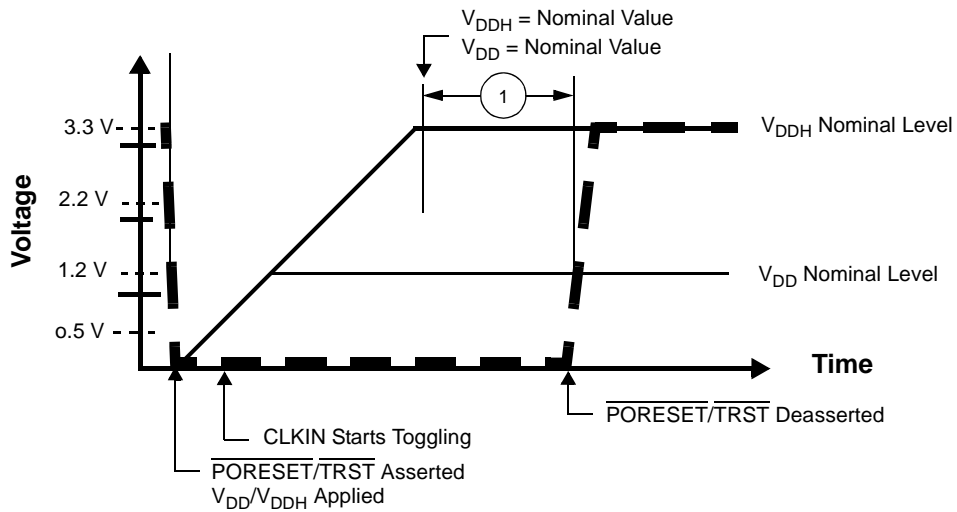 V_DDH = Nominal Value
V_DD = Nominal Value
1
3.3 V
V_DDH Nominal Level
2.2 V
Voltage
1.2 V
V_DD Nominal Level
o.5 V
Time
PORESET/TRST Deasserted
CLKIN Starts Toggling
PORESET/TRST Asserted
V_DD/V_DDH Applied